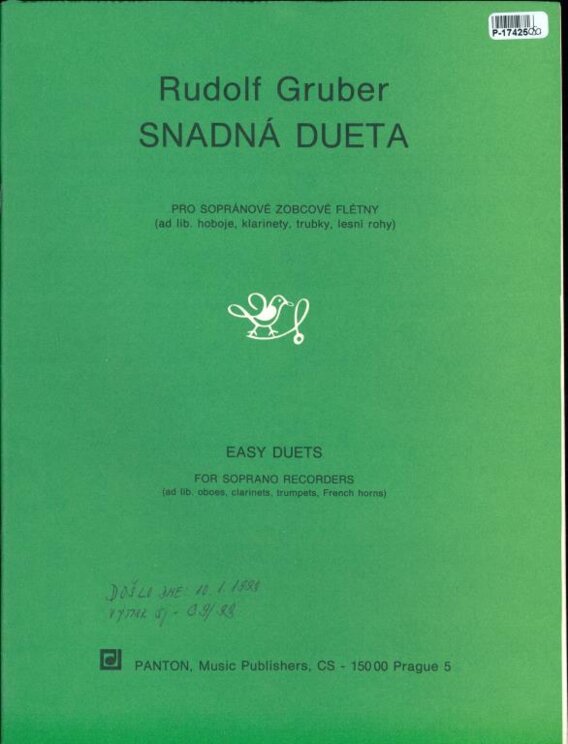 P-17425
Rudolf Gruber
SNADNÁ DUETA
PRO SOPRÁNOVÉ ZOBCOVÉ FLÉTNY
(ad lib. hoboje, klarinety, trubky, lesní rohy)
EASY DUETS
FOR SOPRANO RECORDERS
(ad lib. oboes, clarinets, trumpets, French horns)
DOŠLO DNE: 10. 1. 1999
PANTON, Music Publishers, CS - 150 00 Prague 5